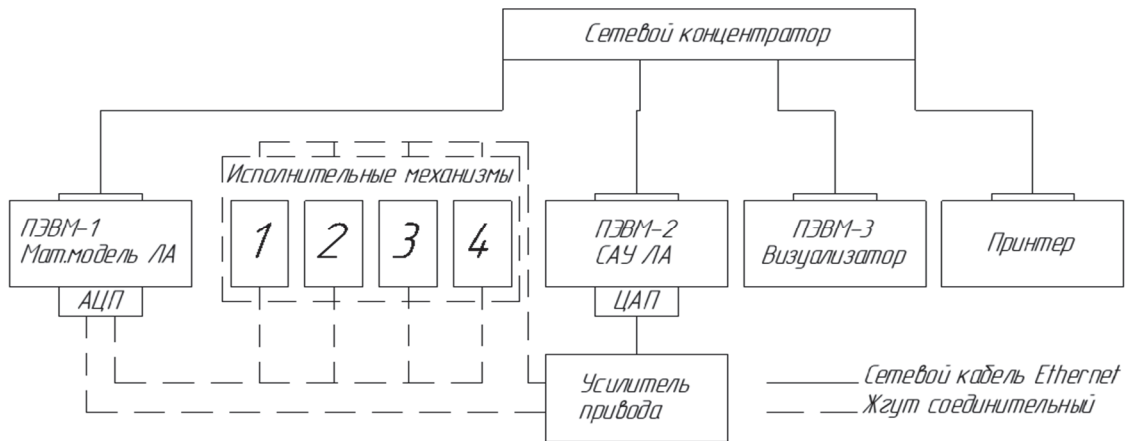 Сетевой концентратор
Исполнительные механизмы
ПЭВМ-1
Мат.модель ЛА
1 2 3 4
ПЭВМ-2
САУ ЛА
ПЭВМ-3
Визуализатор
Принтер
АЦП
ЦАП
Усилитель
привода
Сетевой кабель Ethernet
Жгут соединительный